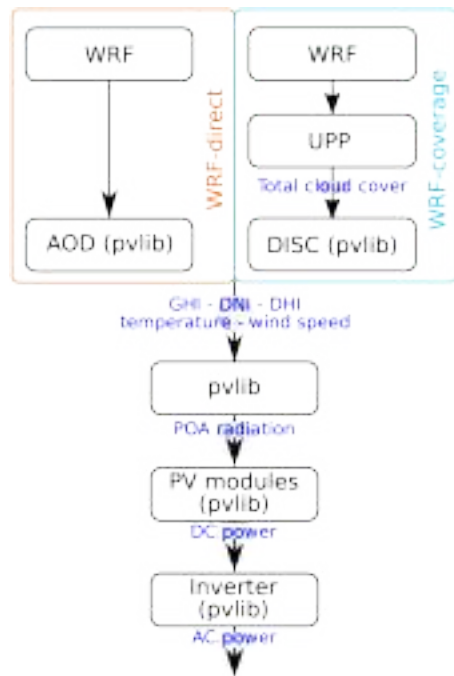 WRF
AOD (pvlib)
WRF-direct
WRF
UPP
Total cloud cover
DISC (pvlib)
WRF-coverage
GHI - DNI - DHI
temperature - wind speed
pvlib
POA radiation
PV modules
(pvlib)
DC power
Inverter
(pvlib)
AC power